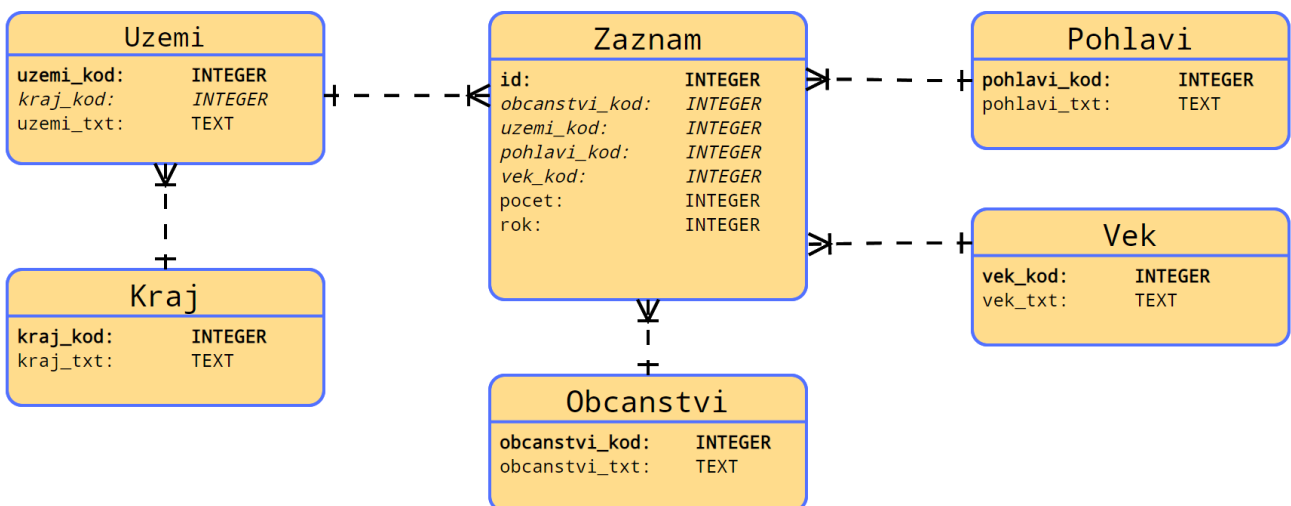 Uzemi
uzemi_kod: INTEGER
kraj_kod: INTEGER
uzemi_txt: TEXT
Zaznam
id: INTEGER
obcanstvi_kod: INTEGER
uzemi_kod: INTEGER
pohlavi_kod: INTEGER
vek_kod: INTEGER
pocet: INTEGER
rok: INTEGER
Pohlavi
pohlavi_kod: INTEGER
pohlavi_txt: TEXT
Vek
vek_kod: INTEGER
vek_txt: TEXT
Kraj
kraj_kod: INTEGER
kraj_txt: TEXT
Obcanstvi
obcanstvi_kod: INTEGER
obcanstvi_txt: TEXT